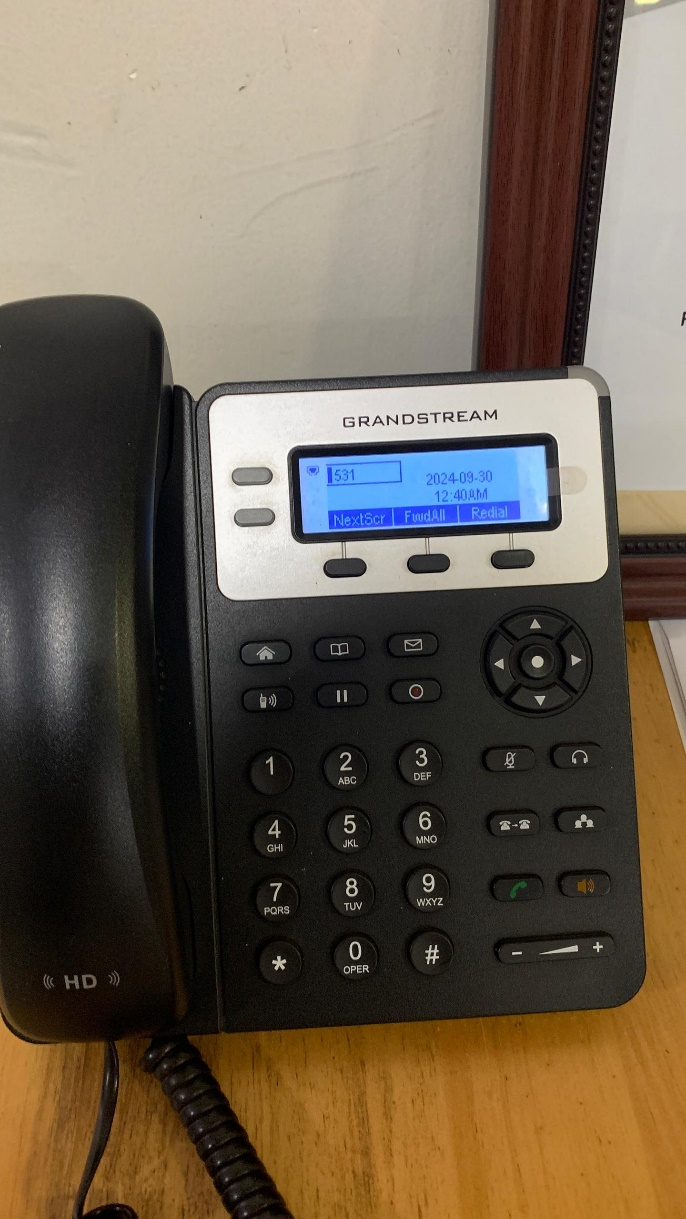 GRANDSTREAM
531
2024-09-30
12:40AM
NextScr FwdAll Redial
1 2 ABC 3 DEF
4 GHI 5 JKL 6 MNO
7 PQRS 8 TUV 9 WXYZ
* 0 OPER #
- +
HD